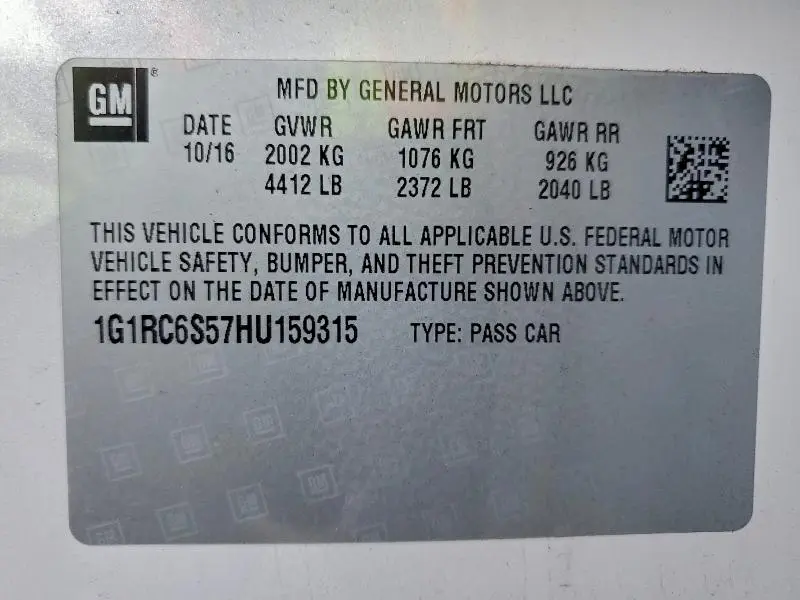 GM ®
MFD BY GENERAL MOTORS LLC
DATE GVWR GAWR FRT GAWR RR
10/16 2002 KG 1076 KG 926 KG
4412 LB 2372 LB 2040 LB
THIS VEHICLE CONFORMS TO ALL APPLICABLE U.S. FEDERAL MOTOR
VEHICLE SAFETY, BUMPER, AND THEFT PREVENTION STANDARDS IN
EFFECT ON THE DATE OF MANUFACTURE SHOWN ABOVE.
1G1RC6S57HU159315 TYPE: PASS CAR